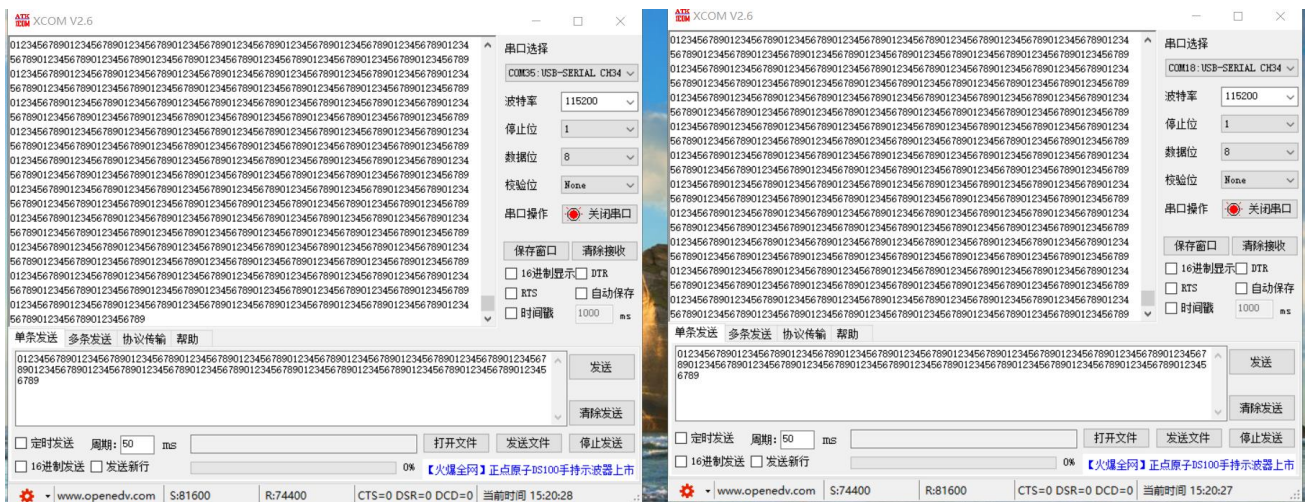 XCOM V2.6
0123456789012345678901234567890123456789012345678901234567890123456789012345678901234
5678901234567890123456789012345678901234567890123456789012345678901234567890123456789
0123456789012345678901234567890123456789012345678901234567890123456789012345678901234
5678901234567890123456789012345678901234567890123456789012345678901234567890123456789
0123456789012345678901234567890123456789012345678901234567890123456789012345678901234
5678901234567890123456789012345678901234567890123456789012345678901234567890123456789
0123456789012345678901234567890123456789012345678901234567890123456789012345678901234
5678901234567890123456789012345678901234567890123456789012345678901234567890123456789
0123456789012345678901234567890123456789012345678901234567890123456789012345678901234
5678901234567890123456789012345678901234567890123456789012345678901234567890123456789
0123456789012345678901234567890123456789012345678901234567890123456789012345678901234
5678901234567890123456789012345678901234567890123456789012345678901234567890123456789
0123456789012345678901234567890123456789012345678901234567890123456789012345678901234
5678901234567890123456789012345678901234567890123456789012345678901234567890123456789
0123456789012345678901234567890123456789012345678901234567890123456789012345678901234
5678901234567890123456789012345678901234567890123456789012345678901234567890123456789
0123456789012345678901234567890123456789012345678901234567890123456789012345678901234
5678901234567890123456789012345678901234567890123456789012345678901234567890123456789
0123456789012345678901234567890123456789012345678901234567890123456789012345678901234
5678901234567890123456789
串口选择
COM35:USB-SERIAL CH34
波特率 115200
停止位 1
数据位 8
校验位 None
串口操作 关闭串口
保存窗口 清除接收
16进制显示 DTR
RTS 自动保存
时间戳 1000 ms
单条发送 多条发送 协议传输 帮助
01234567890123456789012345678901234567890123456789012345678901234567890123456789012345678901234567
89012345678901234567890123456789012345678901234567890123456789012345678901234567890123456789012345
6789
发送
清除发送
定时发送 周期: 50 ms 打开文件 发送文件 停止发送
16进制发送 发送新行 0% 【火爆全网】正点原子DS100手持示波器上市
www.openedv.com S:81600 R:74400 CTS=0 DSR=0 DCD=0 当前时间 15:20:28
XCOM V2.6
0123456789012345678901234567890123456789012345678901234567890123456789012345678901234
5678901234567890123456789012345678901234567890123456789012345678901234567890123456789
0123456789012345678901234567890123456789012345678901234567890123456789012345678901234
5678901234567890123456789012345678901234567890123456789012345678901234567890123456789
0123456789012345678901234567890123456789012345678901234567890123456789012345678901234
5678901234567890123456789012345678901234567890123456789012345678901234567890123456789
0123456789012345678901234567890123456789012345678901234567890123456789012345678901234
5678901234567890123456789012345678901234567890123456789012345678901234567890123456789
0123456789012345678901234567890123456789012345678901234567890123456789012345678901234
5678901234567890123456789012345678901234567890123456789012345678901234567890123456789
0123456789012345678901234567890123456789012345678901234567890123456789012345678901234
5678901234567890123456789012345678901234567890123456789012345678901234567890123456789
0123456789012345678901234567890123456789012345678901234567890123456789012345678901234
5678901234567890123456789012345678901234567890123456789012345678901234567890123456789
0123456789012345678901234567890123456789012345678901234567890123456789012345678901234
5678901234567890123456789012345678901234567890123456789012345678901234567890123456789
0123456789012345678901234567890123456789012345678901234567890123456789012345678901234
5678901234567890123456789012345678901234567890123456789012345678901234567890123456789
0123456789012345678901234567890123456789012345678901234567890123456789012345678901234
5678901234567890123456789012345678901234567890123456789012345678901234567890123456789
串口选择
COM18:USB-SERIAL CH34
波特率 115200
停止位 1
数据位 8
校验位 None
串口操作 关闭串口
保存窗口 清除接收
16进制显示 DTR
RTS 自动保存
时间戳 1000 ms
单条发送 多条发送 协议传输 帮助
01234567890123456789012345678901234567890123456789012345678901234567890123456789012345678901234567
89012345678901234567890123456789012345678901234567890123456789012345678901234567890123456789012345
6789
发送
清除发送
定时发送 周期: 50 ms 打开文件 发送文件 停止发送
16进制发送 发送新行 0% 【火爆全网】正点原子DS100手持示波器上市
www.openedv.com S:74400 R:81600 CTS=0 DSR=0 DCD=0 当前时间 15:20:27